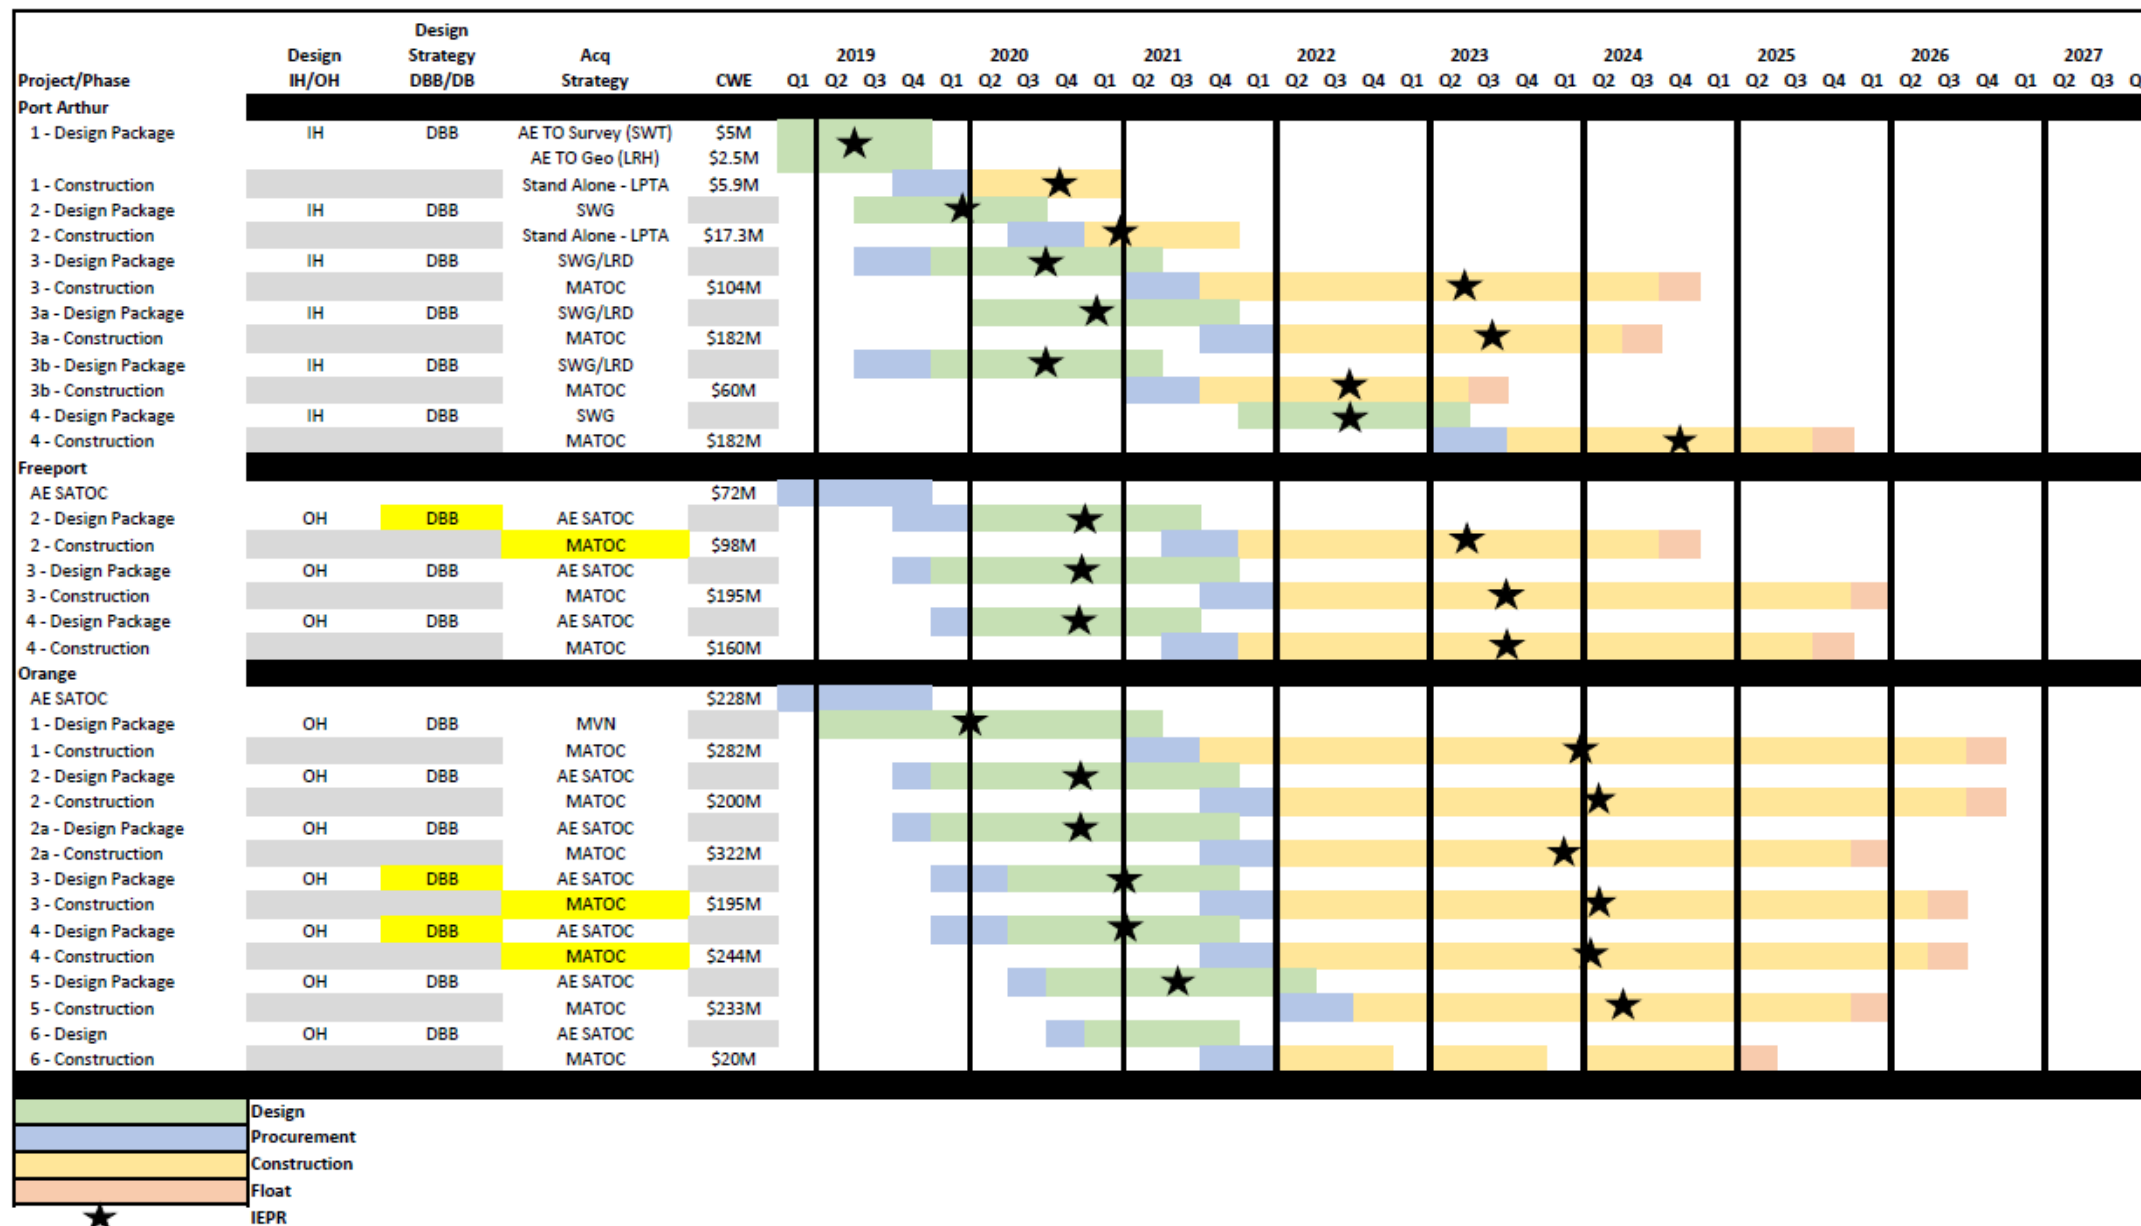 Design
Design Strategy Acq 2019 2020 2021 2022 2023 2024 2025 2026 2027
Project/Phase IH/OH DBB/DB Strategy CWE Q1 Q2 Q3 Q4 Q1 Q2 Q3 Q4 Q1 Q2 Q3 Q4 Q1 Q2 Q3 Q4 Q1 Q2 Q3 Q4 Q1 Q2 Q3 Q4 Q1 Q2 Q3 Q4 Q1 Q2 Q3 Q4 Q1 Q2 Q3 Q
Port Arthur
1 - Design Package IH DBB AE TO Survey (SWT) $5M
AE TO Geo (LRH) $2.5M
1 - Construction Stand Alone - LPTA $5.9M
2 - Design Package IH DBB SWG
2 - Construction Stand Alone - LPTA $17.3M
3 - Design Package IH DBB SWG/LRD
3 - Construction MATOC $104M
3a - Design Package IH DBB SWG/LRD
3a - Construction MATOC $182M
3b - Design Package IH DBB SWG/LRD
3b - Construction MATOC $60M
4 - Design Package IH DBB SWG
4 - Construction MATOC $182M
Freeport
AE SATOC $72M
2 - Design Package OH DBB AE SATOC
2 - Construction MATOC $98M
3 - Design Package OH DBB AE SATOC
3 - Construction MATOC $195M
4 - Design Package OH DBB AE SATOC
4 - Construction MATOC $160M
Orange
AE SATOC $228M
1 - Design Package OH DBB MVN
1 - Construction MATOC $282M
2 - Design Package OH DBB AE SATOC
2 - Construction MATOC $200M
2a - Design Package OH DBB AE SATOC
2a - Construction MATOC $322M
3 - Design Package OH DBB AE SATOC
3 - Construction MATOC $195M
4 - Design Package OH DBB AE SATOC
4 - Construction MATOC $244M
5 - Design Package OH DBB AE SATOC
5 - Construction MATOC $233M
6 - Design OH DBB AE SATOC
6 - Construction MATOC $20M
Design
Procurement
Construction
Float
IEPR